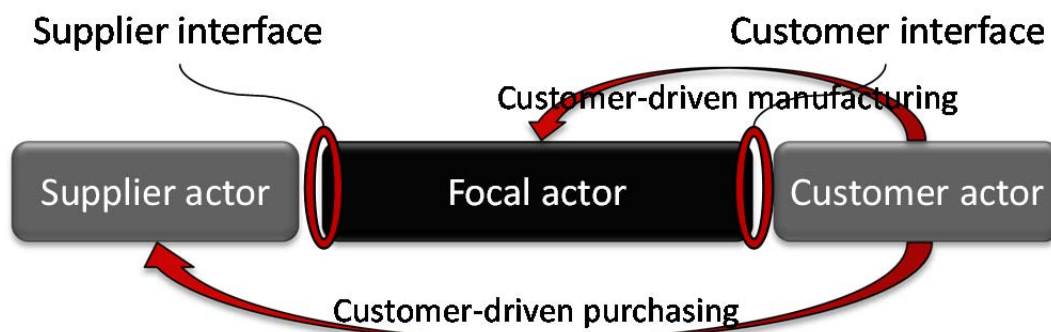 Supplier interface
Customer interface
Customer-driven manufacturing
Supplier actor
Focal actor
Customer actor
Customer-driven purchasing